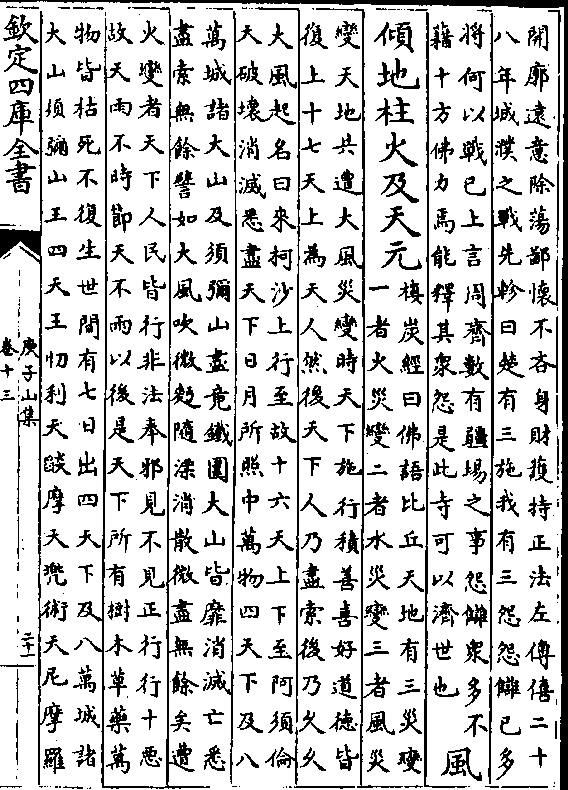 開廓遠意除蕩鄙懷不吝身財護持正法左傳僖二十
八年城濮之戰先軫曰楚有三施我有三怨怨讎已多
將何以戰已上言周齊數有疆埸之事怨讎衆多不
藉十方佛力焉能釋其衆怨是此寺可以濟世也
風
傾地柱火及天元
樓炭經曰佛語比丘天地有三災變
一者火災變二者水災變三者風災
變天地共遭大風災變時天下施行積善喜好道德皆
復上十七天上為天人然後天下人乃盡索後乃久久
大風起名曰來柯沙上行至故十六天上下至阿須倫
天破壞消滅悉盡天下日月所照中萬物四天下及八
萬城諸大山及須彌山盡竟鐵圍大山皆靡消滅亡悉
盡索無餘譬如大風吹微隨深消散微盡無餘矣遭
火變者天下人民皆行非法奉邪見不見正行行十惡
故天雨不時節天不雨以後是天下所有樹木草藥萬
物皆枯死不復生世間有七日出四天下及八萬城諸
大山須彌山王四天王忉利天燄摩天兜術天尼摩羅
欽定四庫全書
庾子山集
卷十三
二十一